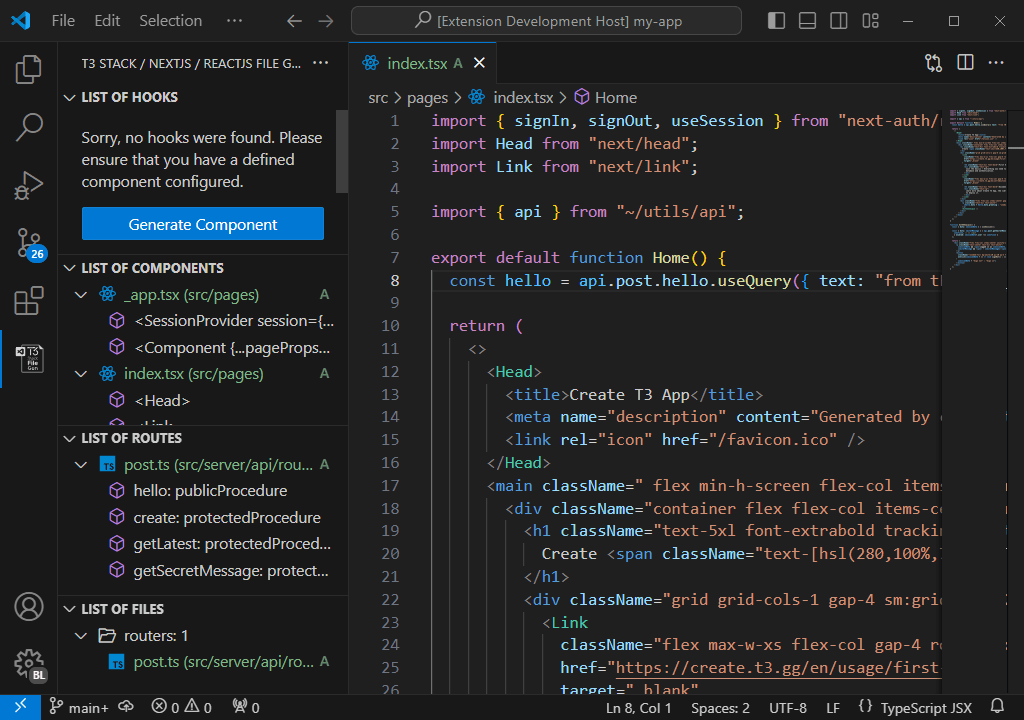 File Edit Selection ··· [Extension Development Host] my-app
T3 STACK / NEXTJS / REACTJS FILE G... ···
LIST OF HOOKS
Sorry, no hooks were found. Please
ensure that you have a defined
component configured.
Generate Component
LIST OF COMPONENTS
_app.tsx (src/pages) A
<SessionProvider session={...
<Component {...pageProps...
index.tsx (src/pages) A
<Head>
<Link
LIST OF ROUTES
post.ts (src/server/api/rou... A
hello: publicProcedure
create: protectedProcedure
getLatest: protectedProced...
getSecretMessage: protect...
LIST OF FILES
routers: 1
post.ts (src/server/api/ro... A
26
T3
File
Gen
BL
index.tsx A
src > pages > index.tsx > Home
1 import { signIn, signOut, useSession } from "next-auth/
2 import Head from "next/head";
3 import Link from "next/link";
4
5 import { api } from "~/utils/api";
6
7 export default function Home() {
8 const hello = api.post.hello.useQuery({ text: "from
9
10 return (
11 <>
12 <Head>
13 <title>Create T3 App</title>
14 <meta name="description" content="Generated by
15 <link rel="icon" href="/favicon.ico" />
16 </Head>
17 <main className=" flex min-h-screen flex-col items
18 <div className="container flex flex-col items-c
19 <h1 className="text-5xl font-extrabold tracki
20 Create <span className="text-[hsl(280,100%,
21 </h1>
22 <div className="grid grid-cols-1 gap-4 sm:gri
23 <Link
24 className="flex max-w-xs flex-col gap-4 r
25 href="https://create.t3.gg/en/usage/first
26 target="_blank"
main+ 0 0 0 Ln 8, Col 1 Spaces: 2 UTF-8 LF {} TypeScript JSX